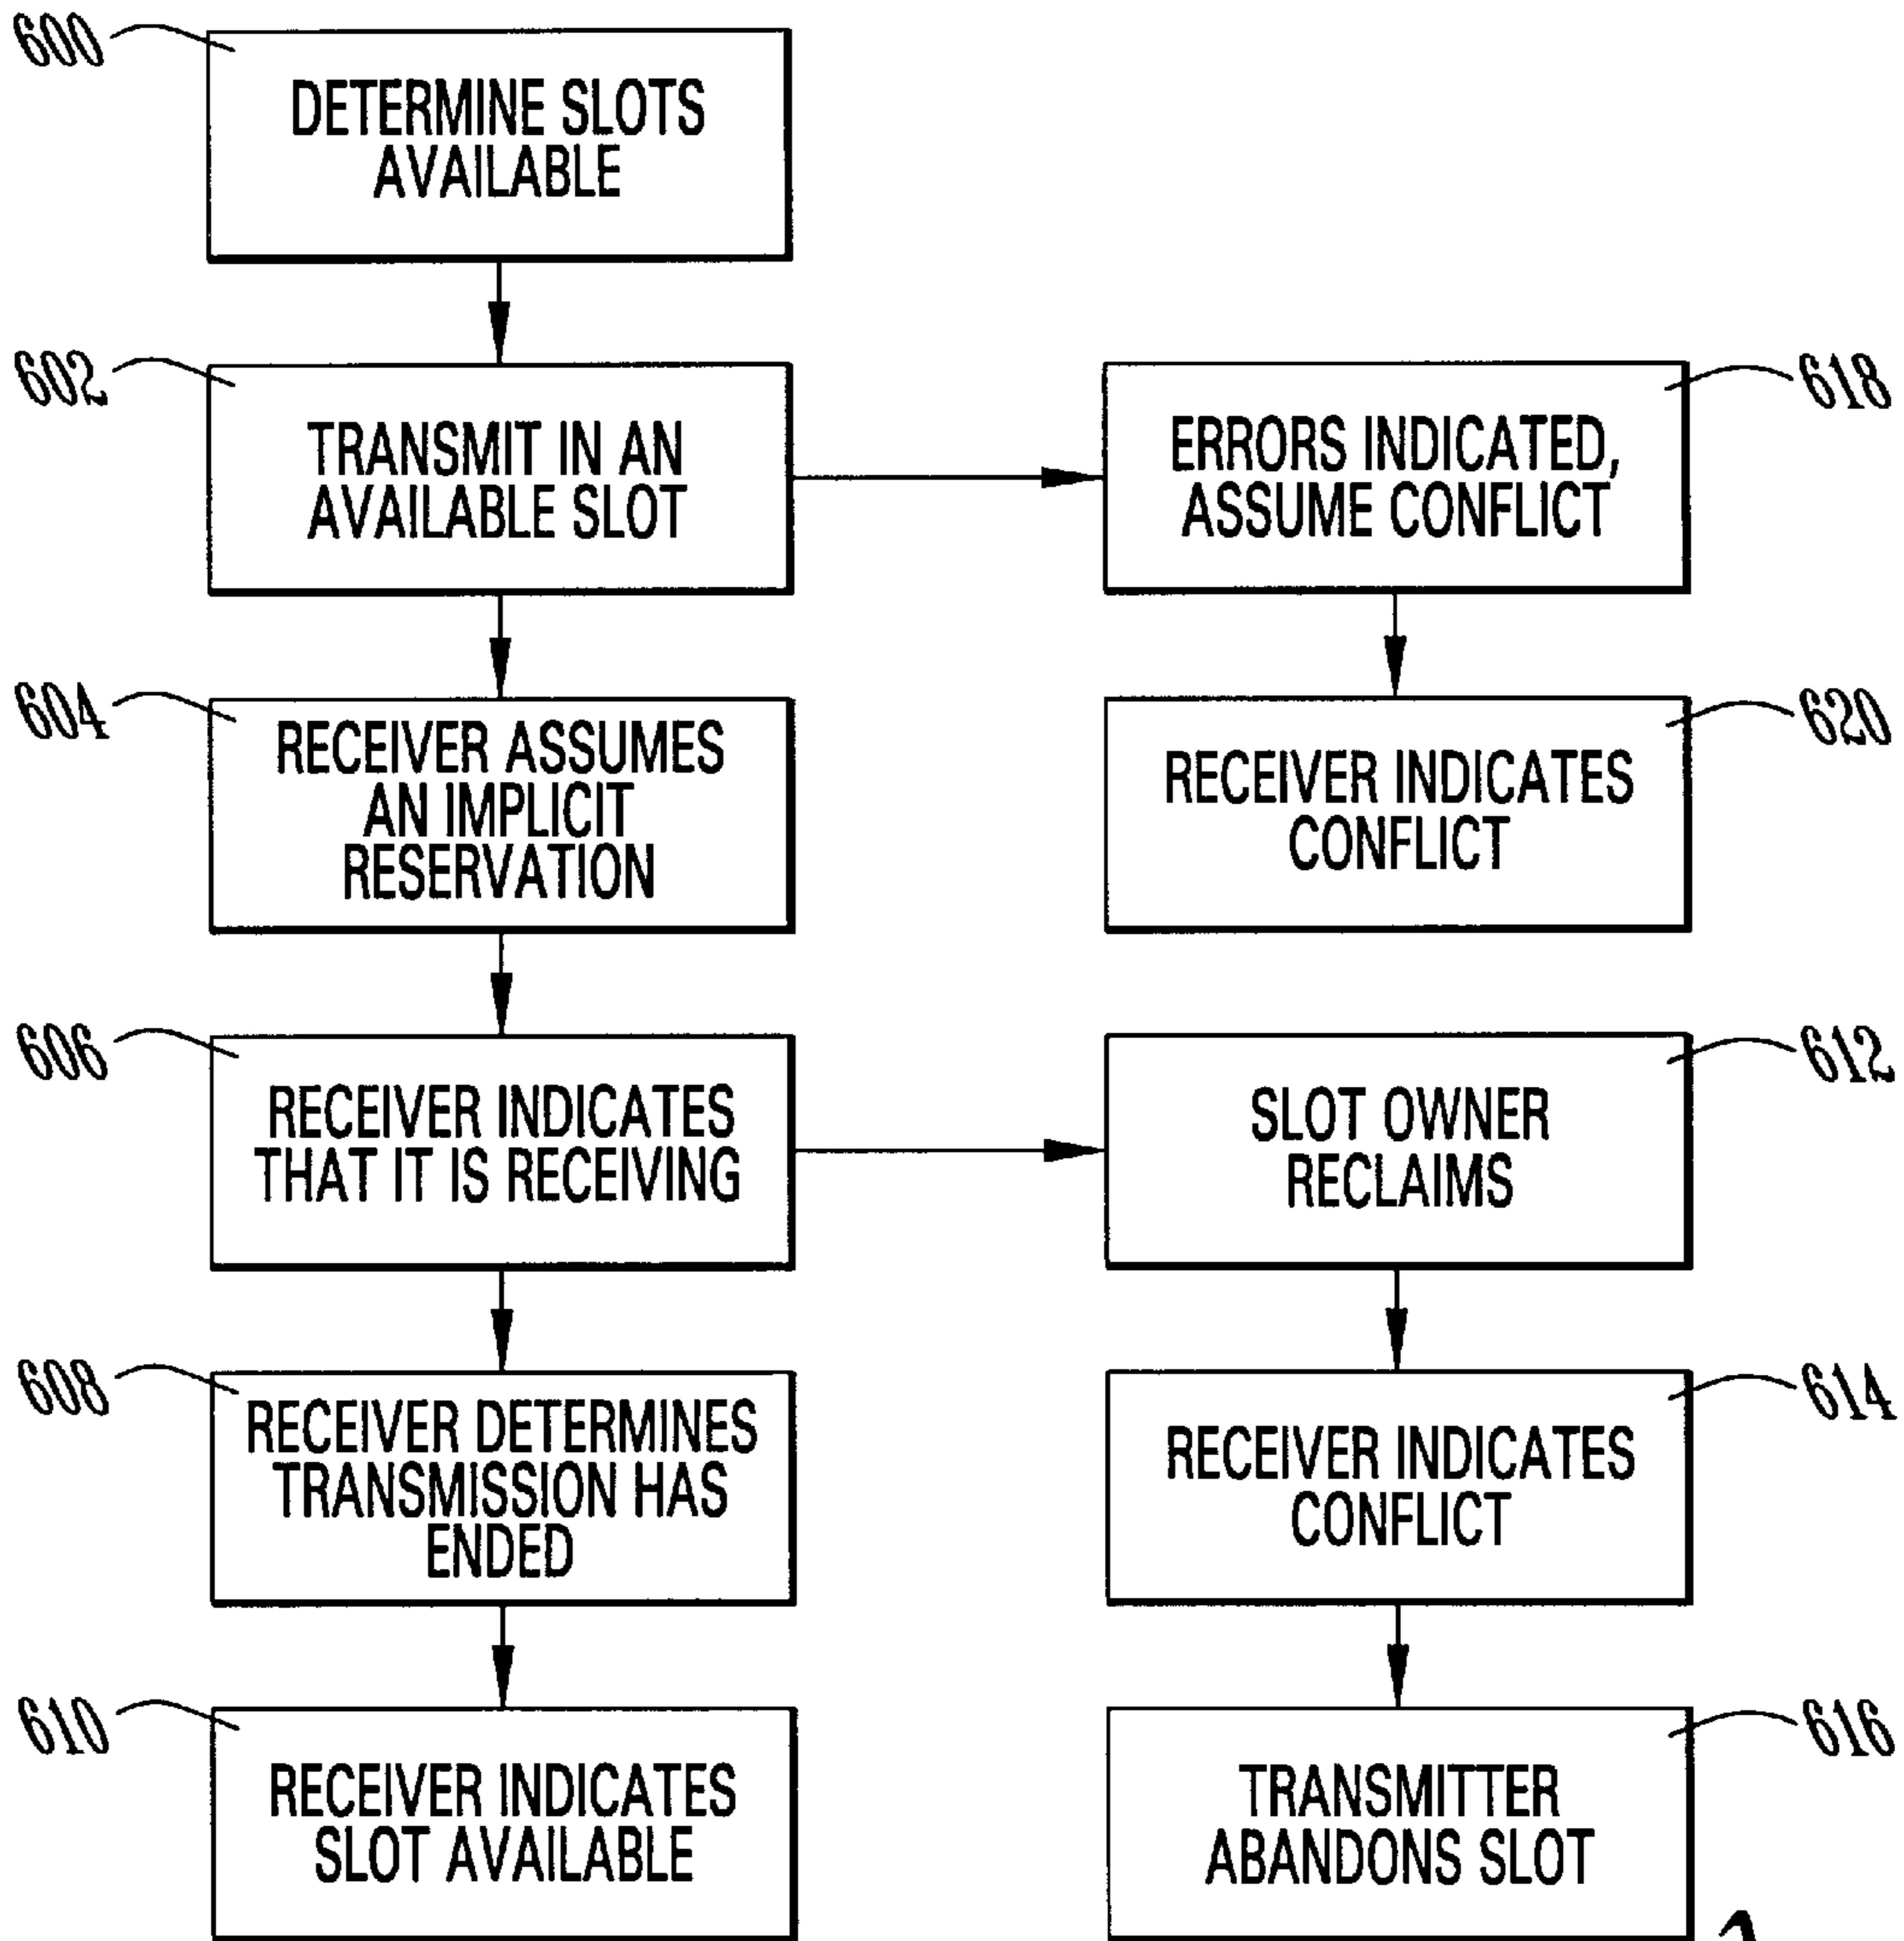 600
DETERMINE SLOTS
AVAILABLE
602
TRANSMIT IN AN
AVAILABLE SLOT
618
ERRORS INDICATED,
ASSUME CONFLICT
604
RECEIVER ASSUMES
AN IMPLICIT
RESERVATION
620
RECEIVER INDICATES
CONFLICT
606
RECEIVER INDICATES
THAT IT IS RECEIVING
612
SLOT OWNER
RECLAIMS
608
RECEIVER DETERMINES
TRANSMISSION HAS
ENDED
614
RECEIVER INDICATES
CONFLICT
610
RECEIVER INDICATES
SLOT AVAILABLE
616
TRANSMITTER
ABANDONS SLOT